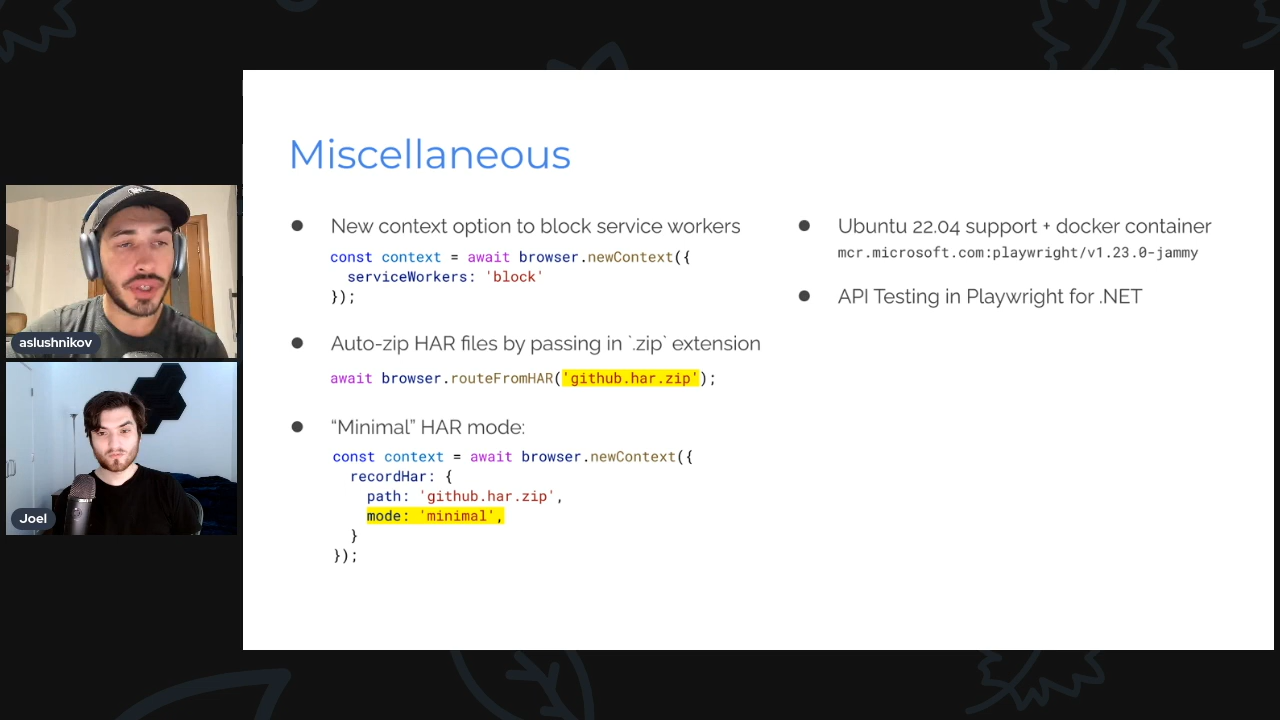 Miscellaneous
● New context option to block service workers
const context = await browser.newContext({
serviceWorkers: 'block'
});
● Auto-zip HAR files by passing in `.zip` extension
await browser.routeFromHAR('github.har.zip');
● “Minimal” HAR mode:
const context = await browser.newContext({
recordHar: {
path: 'github.har.zip',
mode: 'minimal',
}
});
● Ubuntu 22.04 support + docker container
mcr.microsoft.com:playwright/v1.23.0-jammy
● API Testing in Playwright for .NET
aslushnikov
Joel